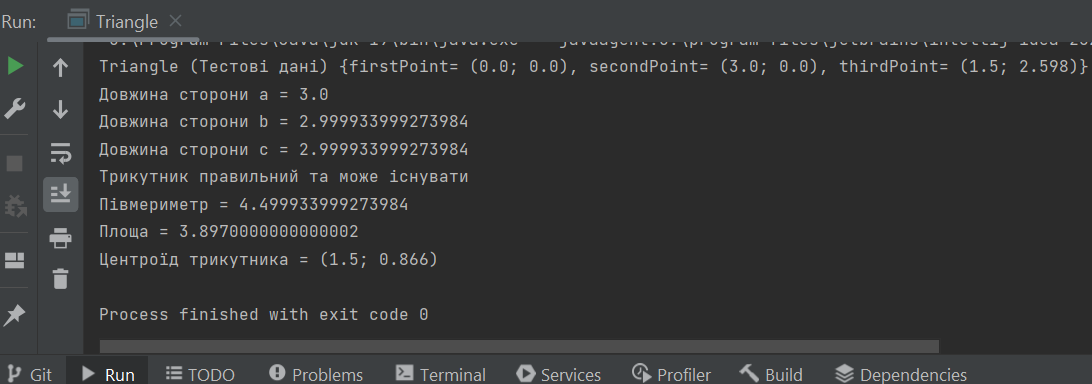 Run: Triangle
Triangle (Тестові дані) {firstPoint= (0.0; 0.0), secondPoint= (3.0; 0.0), thirdPoint= (1.5; 2.598)}
Довжина сторони a = 3.0
Довжина сторони b = 2.999933999273984
Довжина сторони c = 2.999933999273984
Трикутник правильний та може існувати
Півмериметр = 4.499933999273984
Площа = 3.8970000000000002
Центроїд трикутника = (1.5; 0.866)
Process finished with exit code 0
Git Run TODO Problems Terminal Services Profiler Build Dependencies